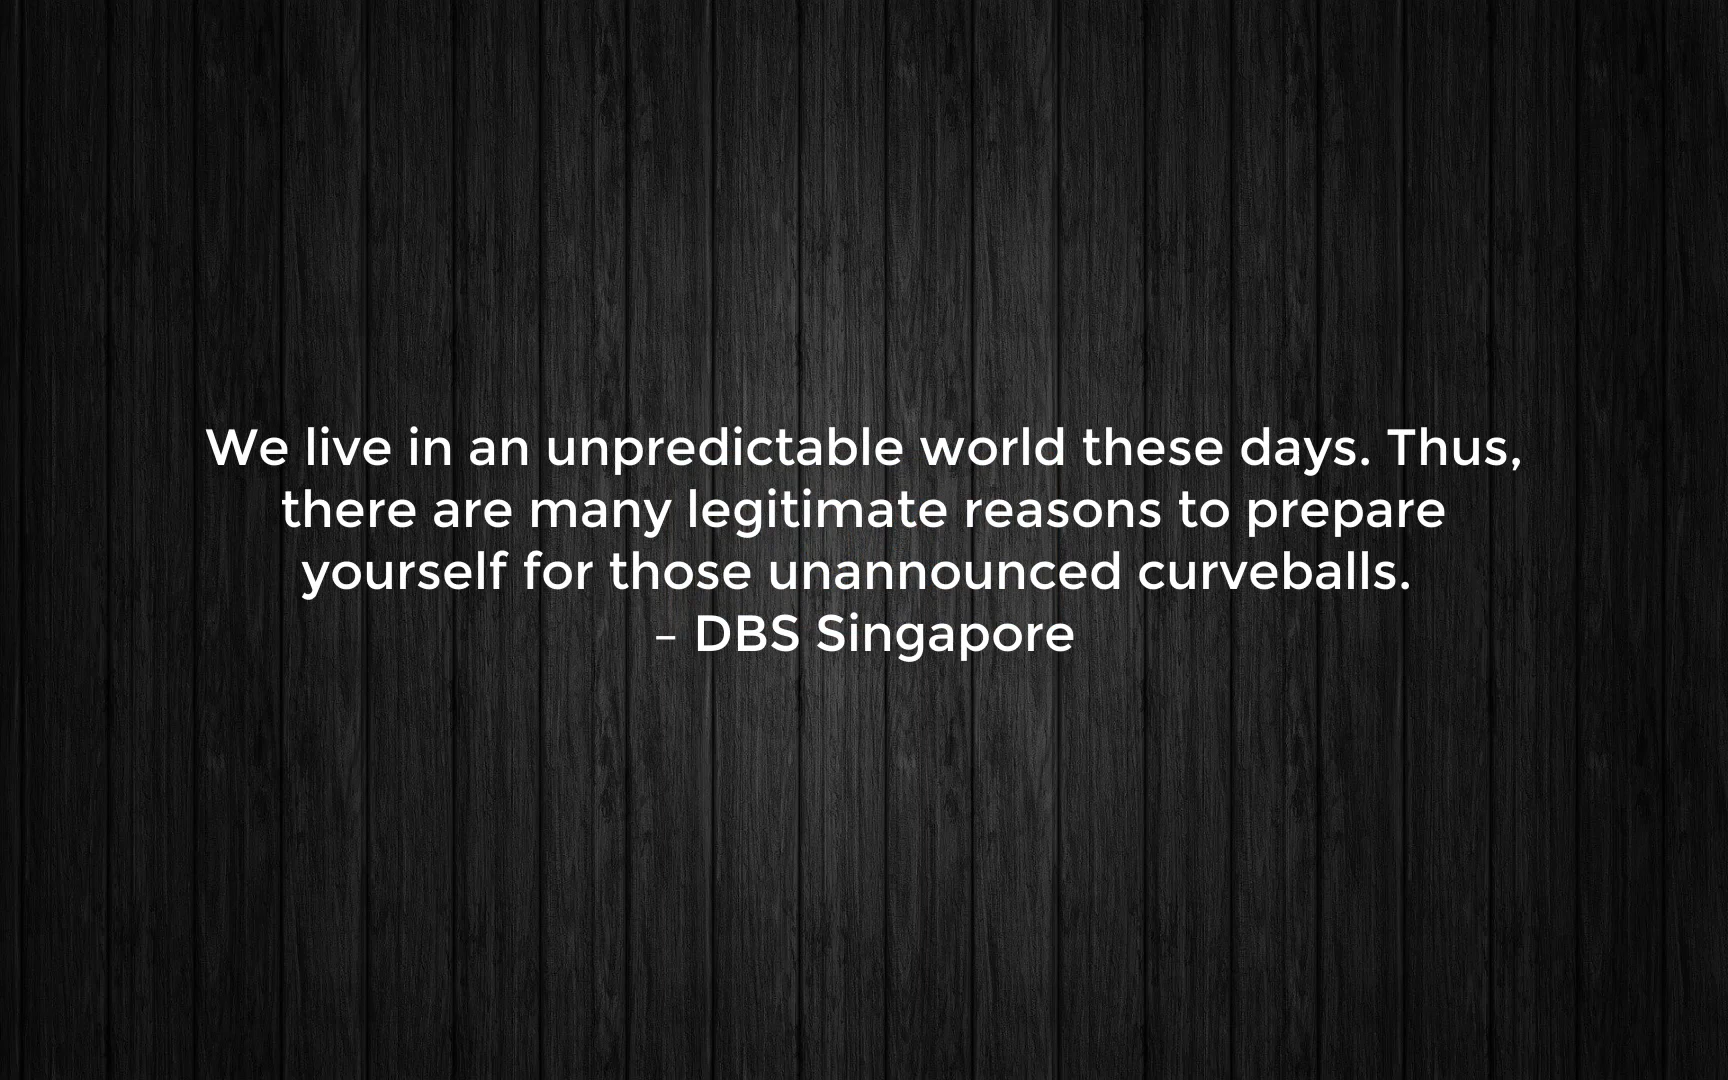 We live in an unpredictable world these days. Thus,
there are many legitimate reasons to prepare
yourself for those unannounced curveballs.
– DBS Singapore